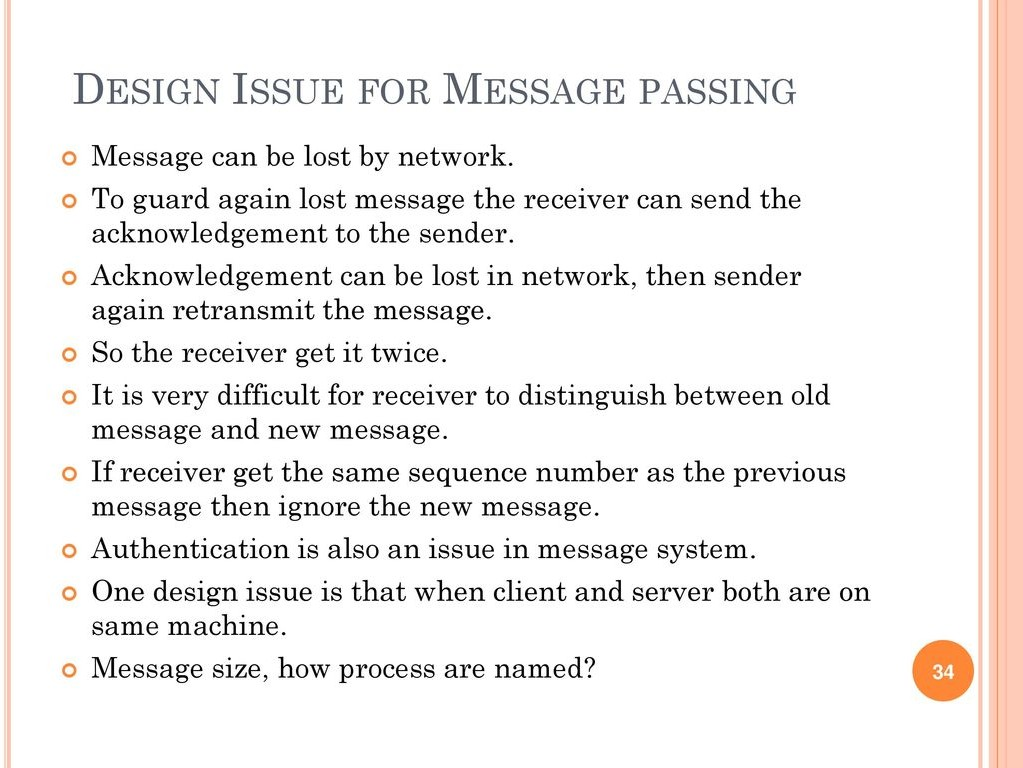 DESIGN ISSUE FOR MESSAGE PASSING
Message can be lost by network.
To guard again lost message the receiver can send the
acknowledgement to the sender.
Acknowledgement can be lost in network, then sender
again retransmit the message.
So the receiver get it twice.
It is very difficult for receiver to distinguish between old
message and new message.
If receiver get the same sequence number as the previous
message then ignore the new message.
Authentication is also an issue in message system.
One design issue is that when client and server both are on
same machine.
Message size, how process are named?
34